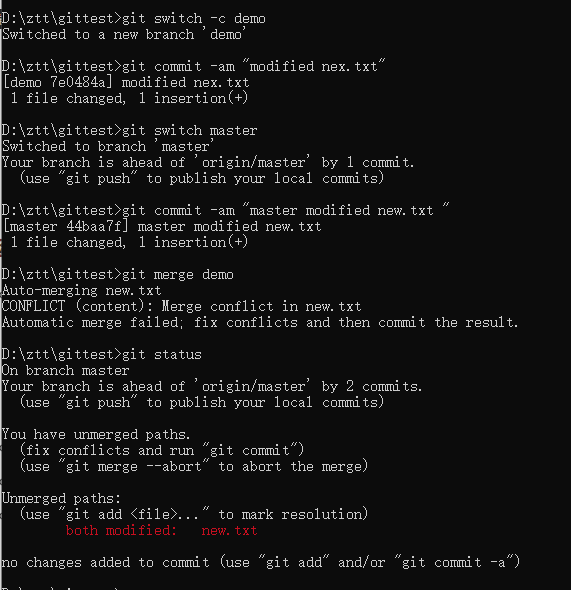 D:\ztt\gittest>git switch -c demo
Switched to a new branch 'demo'
D:\ztt\gittest>git commit -am "modified nex.txt"
[demo 7e0484a] modified nex.txt
1 file changed, 1 insertion(+)
D:\ztt\gittest>git switch master
Switched to branch 'master'
Your branch is ahead of 'origin/master' by 1 commit.
(use "git push" to publish your local commits)
D:\ztt\gittest>git commit -am "master modified new.txt "
[master 44baa7f] master modified new.txt
1 file changed, 1 insertion(+)
D:\ztt\gittest>git merge demo
Auto-merging new.txt
CONFLICT (content): Merge conflict in new.txt
Automatic merge failed; fix conflicts and then commit the result.
D:\ztt\gittest>git status
On branch master
Your branch is ahead of 'origin/master' by 2 commits.
(use "git push" to publish your local commits)
You have unmerged paths.
(fix conflicts and run "git commit")
(use "git merge --abort" to abort the merge)
Unmerged paths:
(use "git add <file>..." to mark resolution)
both modified:   new.txt
no changes added to commit (use "git add" and/or "git commit -a")